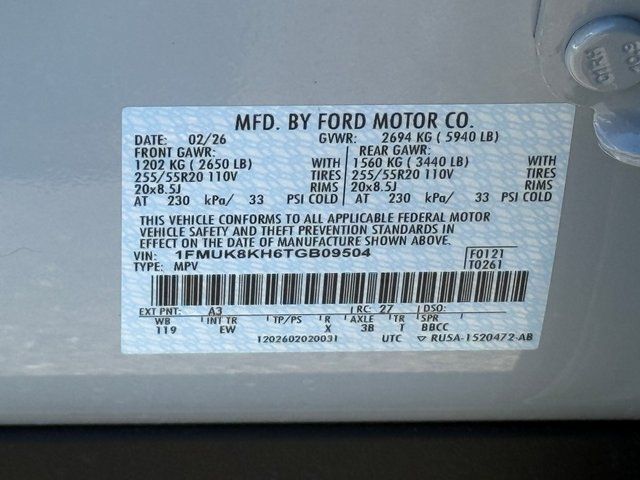 MFD. BY FORD MOTOR CO.
DATE: 02/26 GVWR: 2694 KG ( 5940 LB)
FRONT GAWR: REAR GAWR:
1202 KG ( 2650 LB) WITH 1560 KG ( 3440 LB) WITH
255/55R20 110V TIRES 255/55R20 110V TIRES
20x8.5J RIMS 20x8.5J RIMS
AT 230 kPa/ 33 PSI COLD AT 230 kPa/ 33 PSI COLD
THIS VEHICLE CONFORMS TO ALL APPLICABLE FEDERAL MOTOR
VEHICLE SAFETY AND THEFT PREVENTION STANDARDS IN
EFFECT ON THE DATE OF MANUFACTURE SHOWN ABOVE.
VIN: 1FMUK8KH6TGB09504 F0121
TYPE: MPV T0261
EXT PNT: A3 RC: 27 DSO:
WB INT TR TP/PS R AXLE TR SPR
119 EW X 3B T BBCC
1202602020031 UTC ▽ RU5A-1520472-AB